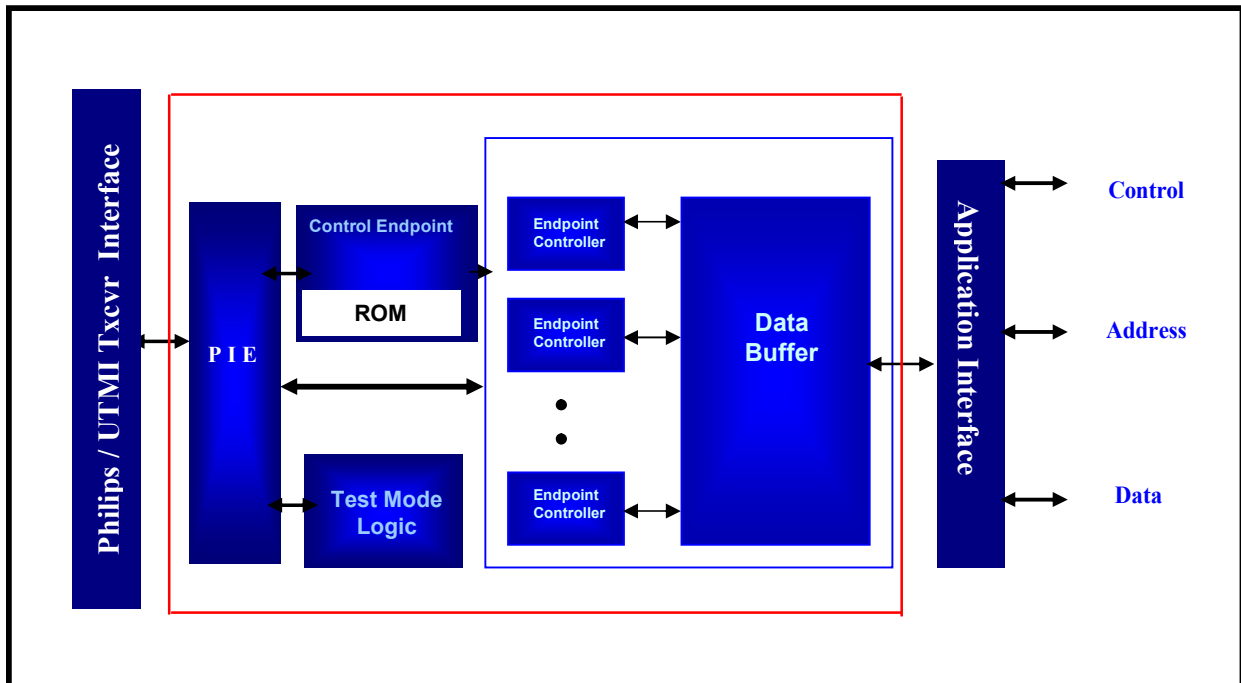 Philips / UTMI Txcvr Interface
P I E
Control Endpoint
ROM
Test Mode
Logic
Endpoint
Controller
Endpoint
Controller
Endpoint
Controller
Data
Buffer
Application Interface
Control
Address
Data